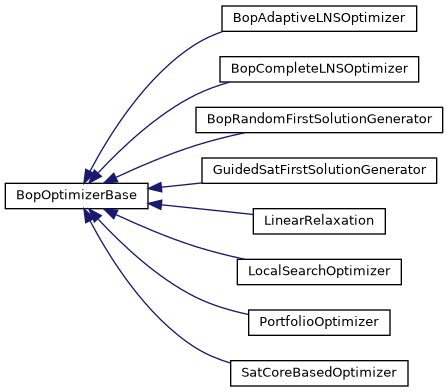 BopAdaptiveLNSOptimizer
BopCompleteLNSOptimizer
BopRandomFirstSolutionGenerator
GuidedSatFirstSolutionGenerator
BopOptimizerBase
LinearRelaxation
LocalSearchOptimizer
PortfolioOptimizer
SatCoreBasedOptimizer